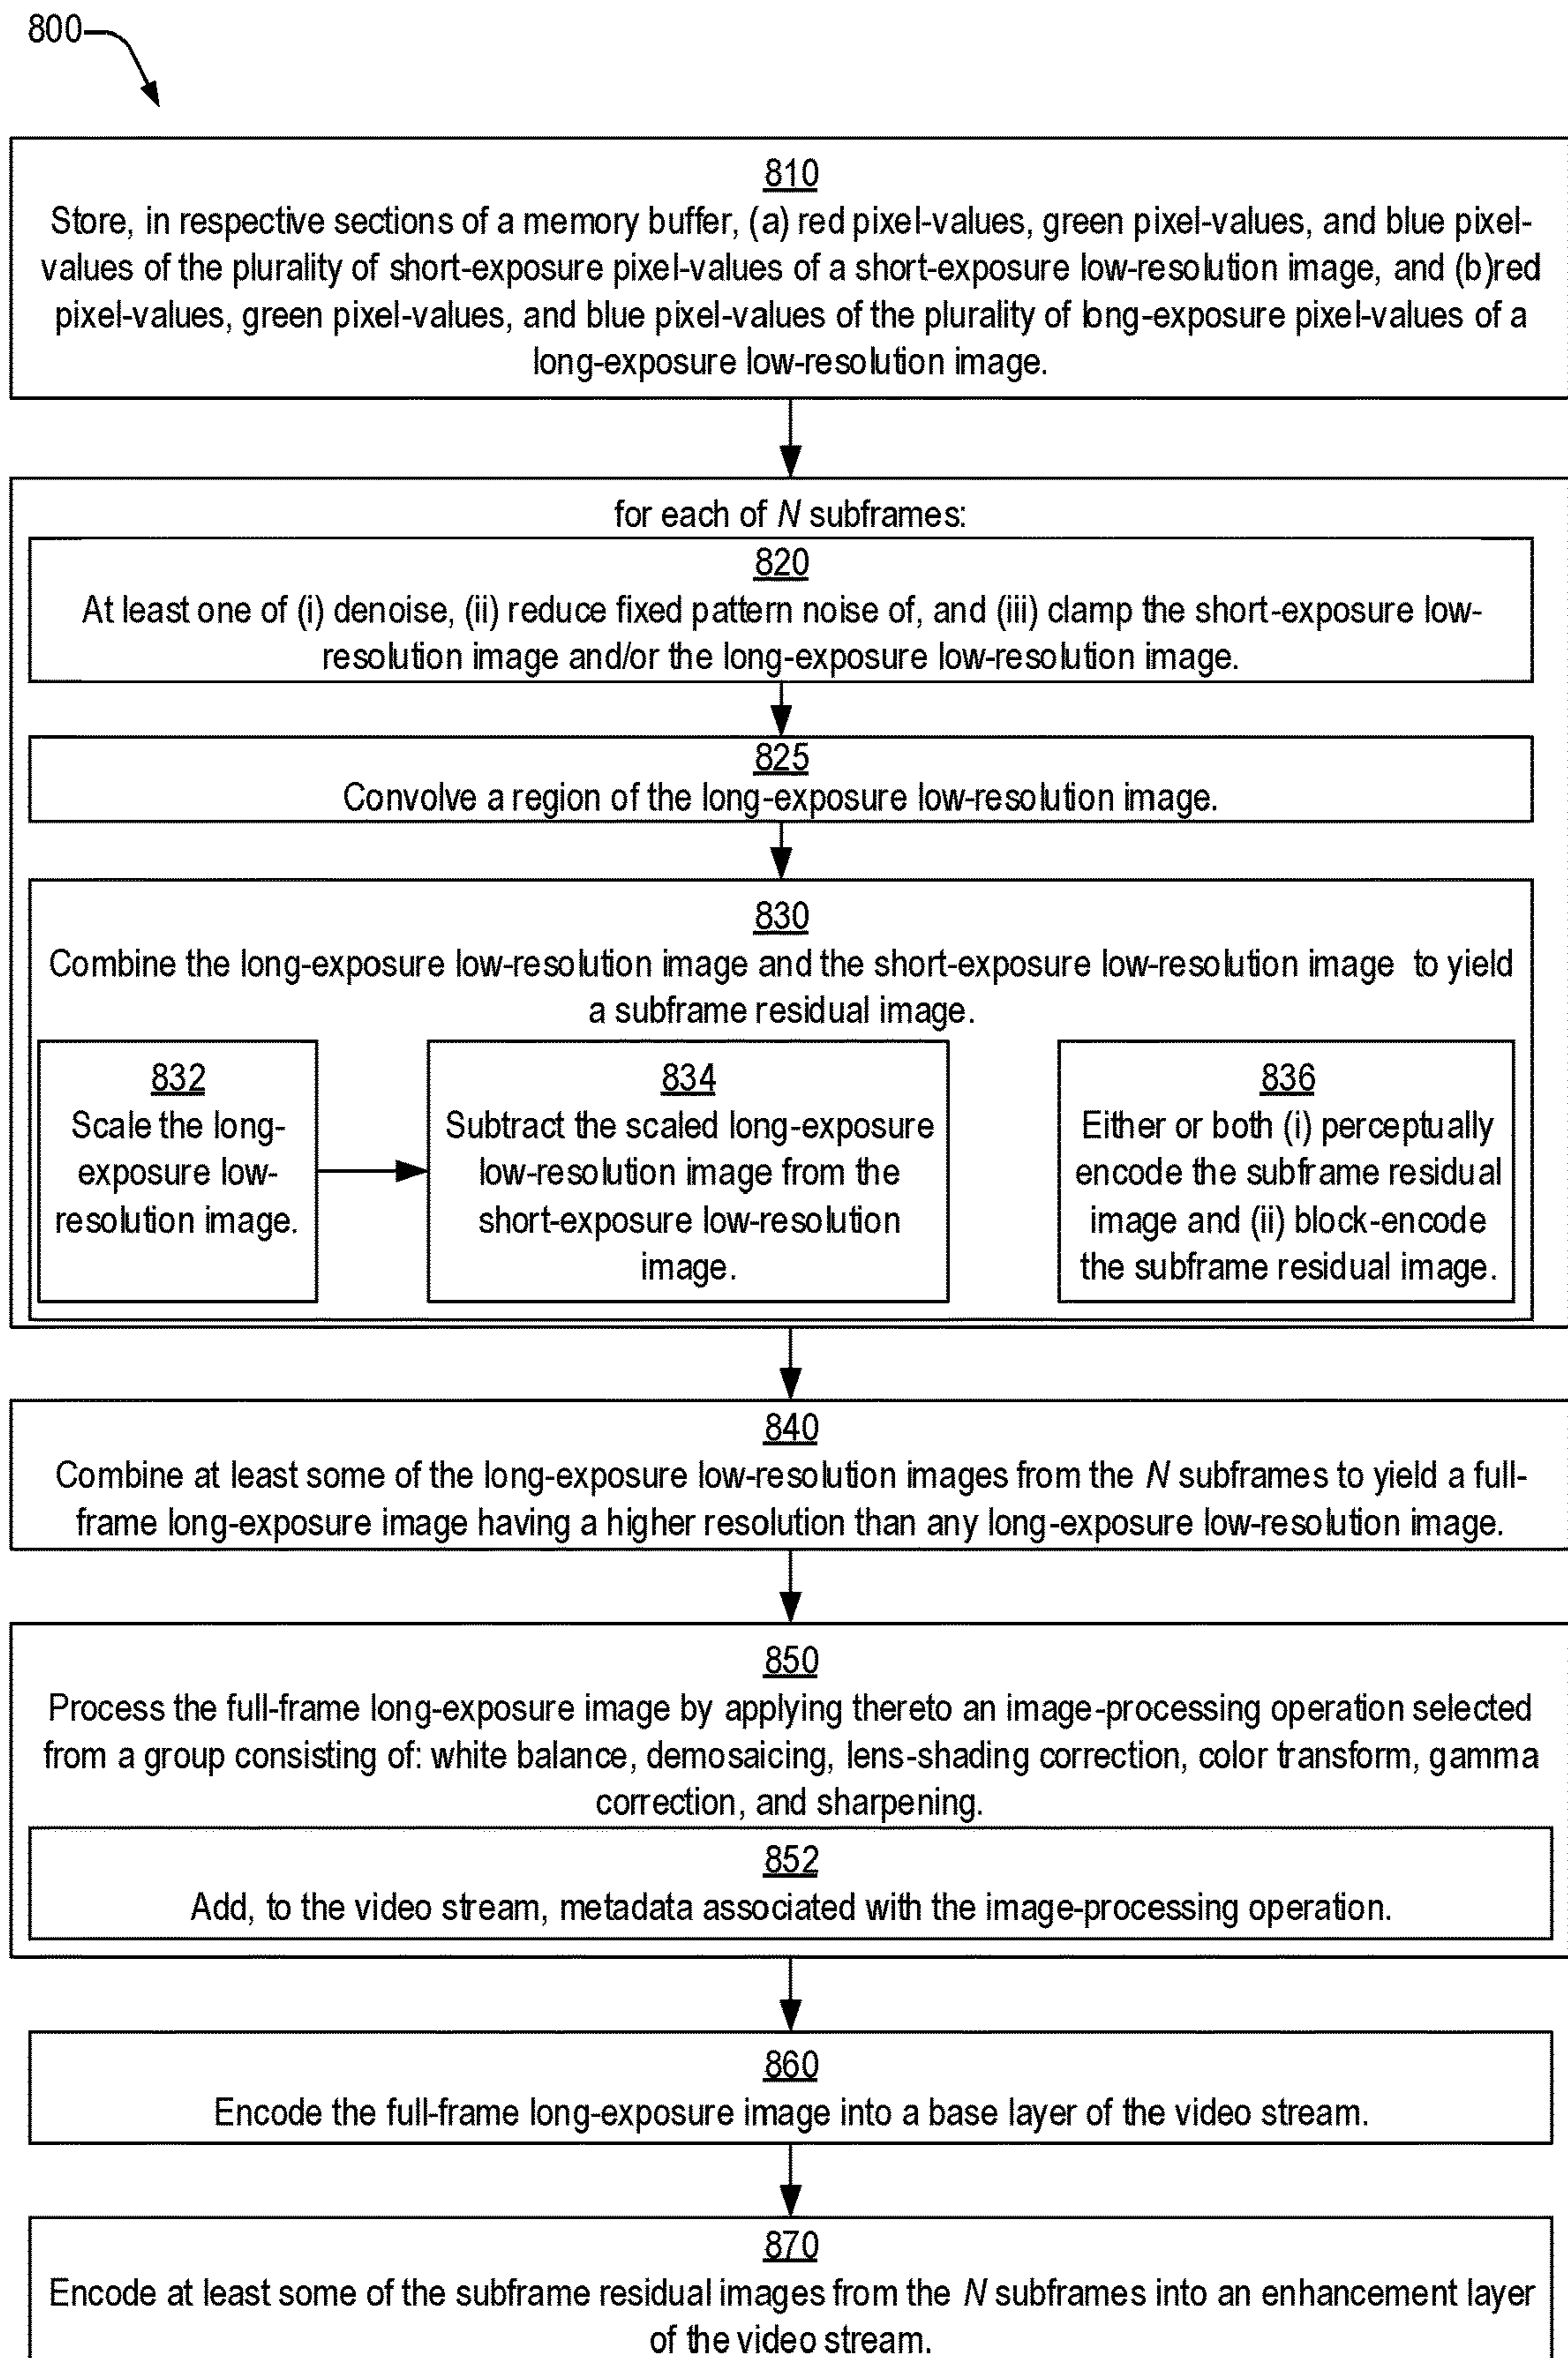 800
810
Store, in respective sections of a memory buffer, (a) red pixel-values, green pixel-values, and blue pixel-
values of the plurality of short-exposure pixel-values of a short-exposure low-resolution image, and (b)red
pixel-values, green pixel-values, and blue pixel-values of the plurality of long-exposure pixel-values of a
long-exposure low-resolution image.
for each of N subframes:
820
At least one of (i) denoise, (ii) reduce fixed pattern noise of, and (iii) clamp the short-exposure low-
resolution image and/or the long-exposure low-resolution image.
825
Convolve a region of the long-exposure low-resolution image.
830
Combine the long-exposure low-resolution image and the short-exposure low-resolution image to yield
a subframe residual image.
832
Scale the long-
exposure low-
resolution image.
834
Subtract the scaled long-exposure
low-resolution image from the
short-exposure low-resolution
image.
836
Either or both (i) perceptually
encode the subframe residual
image and (ii) block-encode
the subframe residual image.
840
Combine at least some of the long-exposure low-resolution images from the N subframes to yield a full-
frame long-exposure image having a higher resolution than any long-exposure low-resolution image.
850
Process the full-frame long-exposure image by applying thereto an image-processing operation selected
from a group consisting of: white balance, demosaicing, lens-shading correction, color transform, gamma
correction, and sharpening.
852
Add, to the video stream, metadata associated with the image-processing operation.
860
Encode the full-frame long-exposure image into a base layer of the video stream.
870
Encode at least some of the subframe residual images from the N subframes into an enhancement layer
of the video stream.